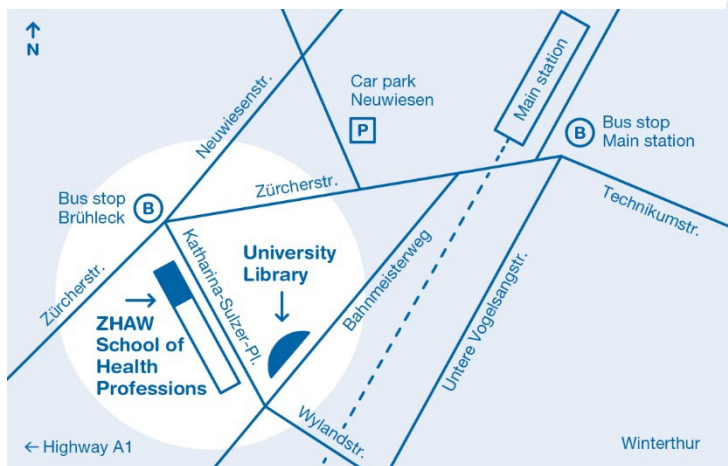 N
Car park
Neuwiesen
P
Main station
B
Bus stop
Main station
Neuwiesenstr.
Bus stop
Brühleck
B
Zürcherstr.
Technikumstr.
Zürcherstr.
Katharina-Sulzer-Pl.
University
Library
Bahnmeisterweg
Untere Vogelsangstr.
ZHAW
School of
Health
Professions
Wylandstr.
← Highway A1
Winterthur